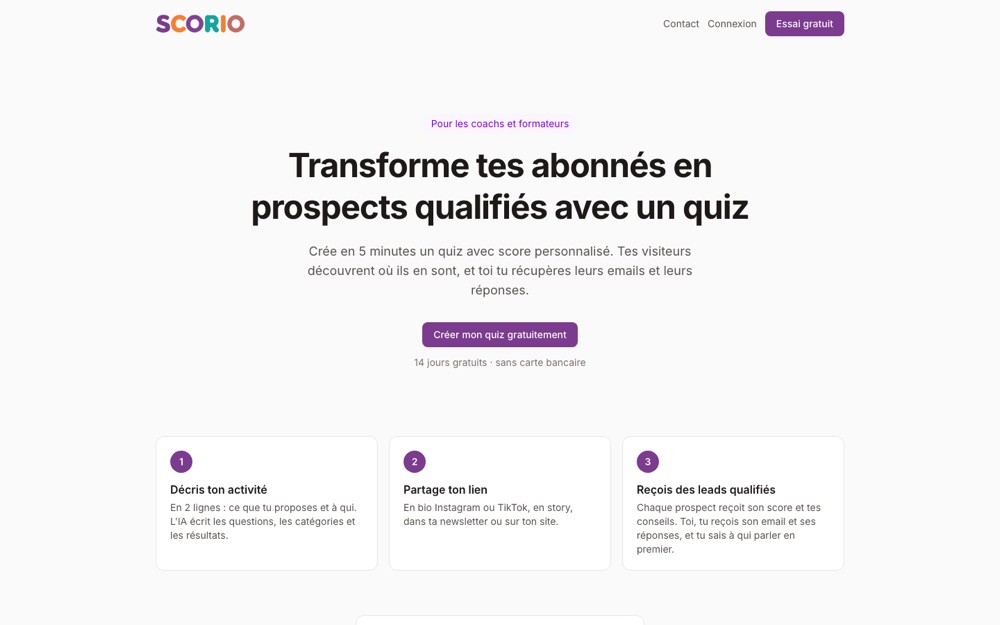 SCORIO
Contact Connexion Essai gratuit
Pour les coachs et formateurs
Transforme tes abonnés en
prospects qualifiés avec un quiz
Crée en 5 minutes un quiz avec score personnalisé. Tes visiteurs
découvrent où ils en sont, et toi tu récupères leurs emails et leurs
réponses.
Créer mon quiz gratuitement
14 jours gratuits · sans carte bancaire
1
Décris ton activité
En 2 lignes : ce que tu proposes et à qui.
L'IA écrit les questions, les catégories et
les résultats.
2
Partage ton lien
En bio Instagram ou TikTok, en story,
dans ta newsletter ou sur ton site.
3
Reçois des leads qualifiés
Chaque prospect reçoit son score et tes
conseils. Toi, tu reçois son email et ses
réponses, et tu sais à qui parler en
premier.